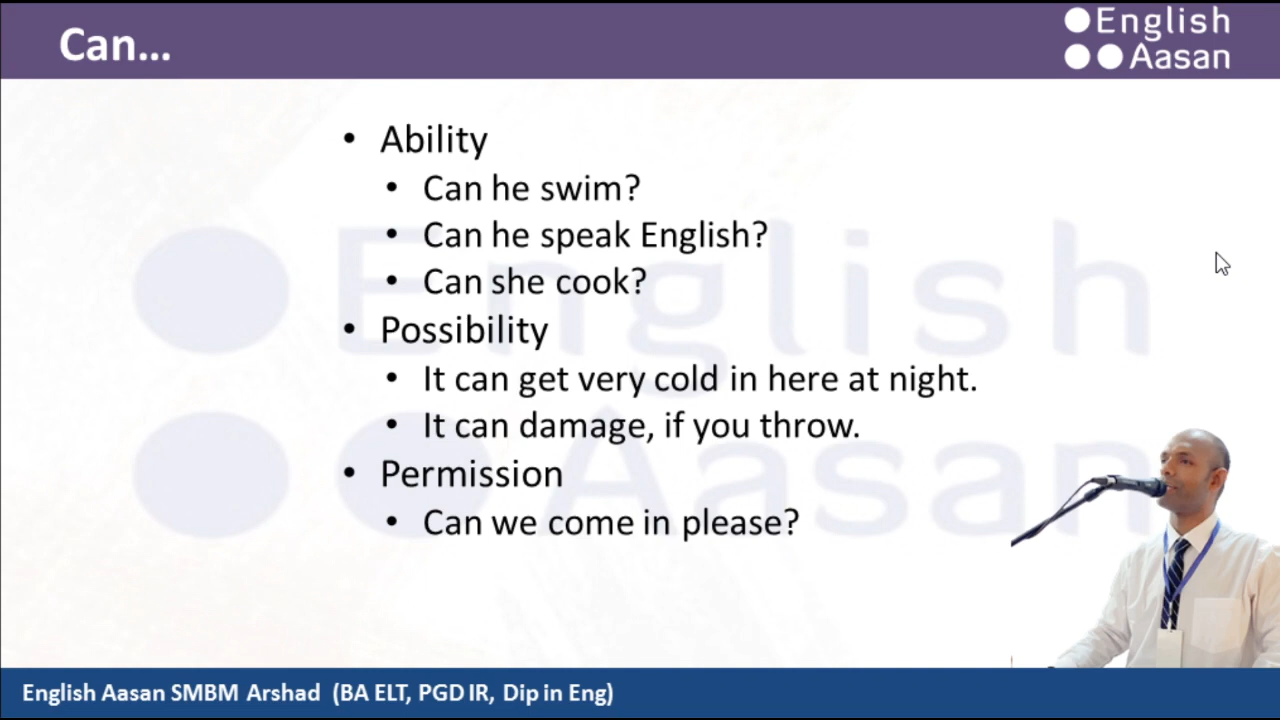 Can...
English
Aasan
• Ability
• Can he swim?
• Can he speak English?
• Can she cook?
• Possibility
• It can get very cold in here at night.
• It can damage, if you throw.
• Permission
• Can we come in please?
English Aasan
English Aasan SMBM Arshad (BA ELT, PGD IR, Dip in Eng)